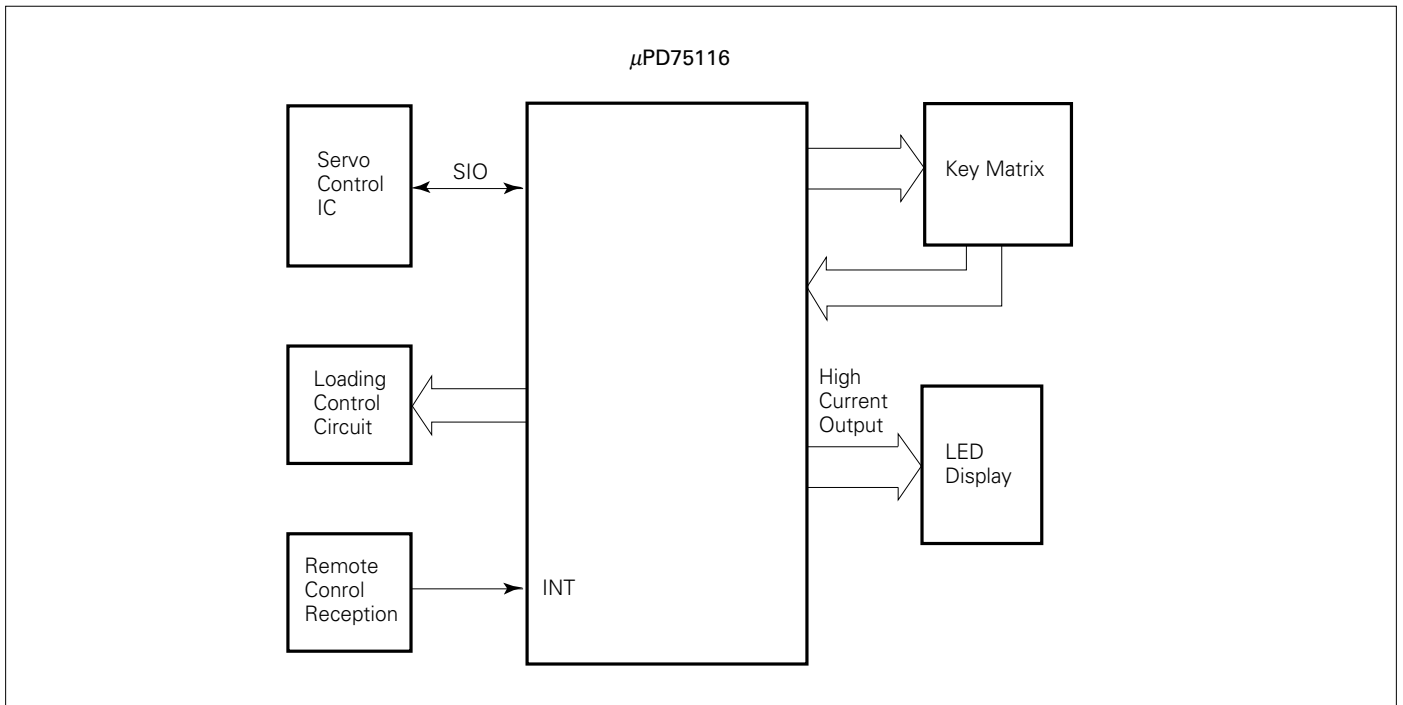 μPD75116
Servo
Control
IC
SIO
Key Matrix
Loading
Control
Circuit
High
Current
Output
LED
Display
Remote
Conrol
Reception
INT